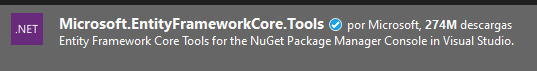 .NET
Microsoft.EntityFrameworkCore.Tools por Microsoft, 274M descargas
Entity Framework Core Tools for the NuGet Package Manager Console in Visual Studio.